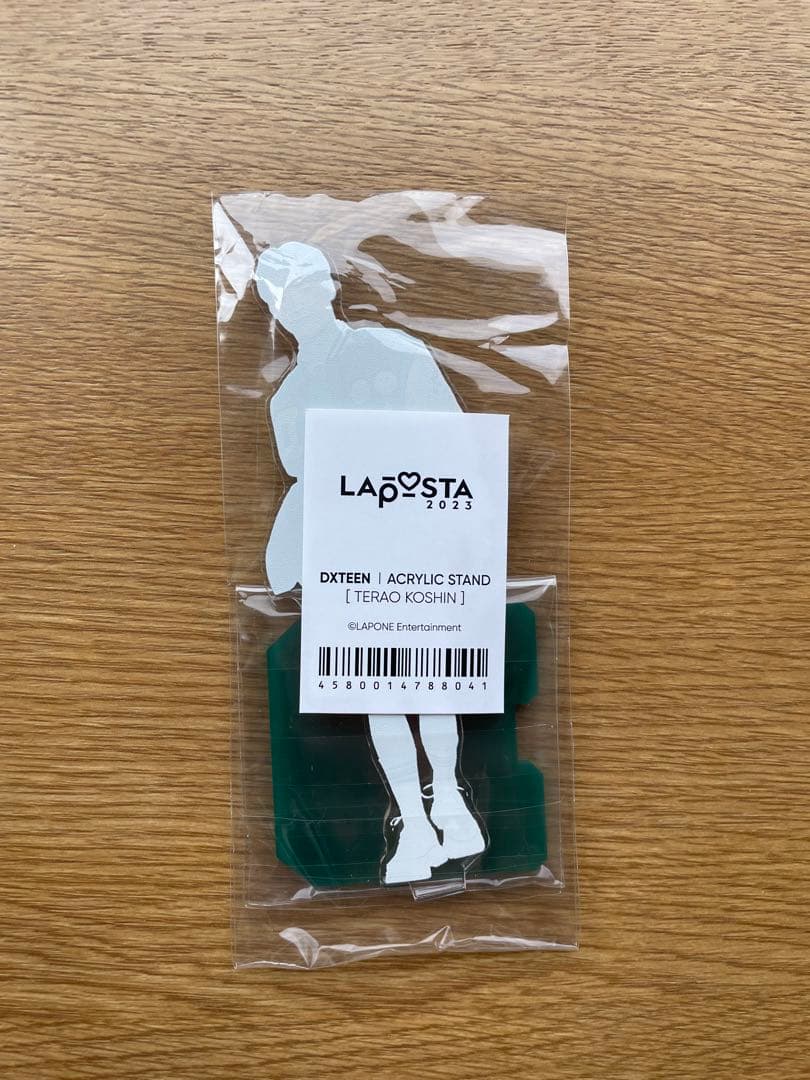 LAPOSTA
2023
DXTEEN | ACRYLIC STAND
[ TERAO KOSHIN ]
©LAPONE Entertainment
4580014788041